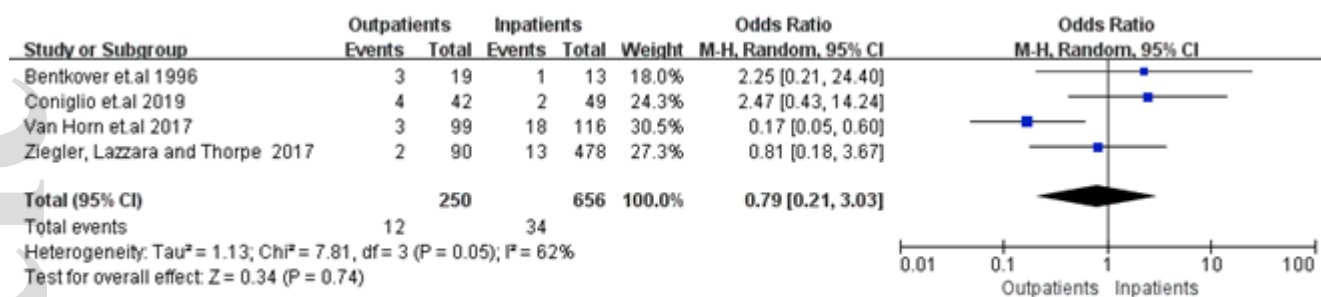 Outpatients Inpatients Odds Ratio Odds Ratio
Study or Subgroup Events Total Events Total Weight M-H, Random, 95% CI M-H, Random, 95% CI
Bentkover et.al 1996 3 19 1 13 18.0% 2.25 [0.21, 24.40]
Coniglio et.al 2019 4 42 2 49 24.3% 2.47 [0.43, 14.24]
Van Horn et.al 2017 3 99 18 116 30.5% 0.17 [0.05, 0.60]
Ziegler, Lazzara and Thorpe 2017 2 90 13 478 27.3% 0.81 [0.18, 3.67]
Total (95% CI) 250 656 100.0% 0.79 [0.21, 3.03]
Total events 12 34
Heterogeneity: Tau² = 1.13; Chi² = 7.81, df = 3 (P = 0.05); I² = 62%
Test for overall effect: Z = 0.34 (P = 0.74)
0.01 0.1 1 10 100
Outpatients Inpatients